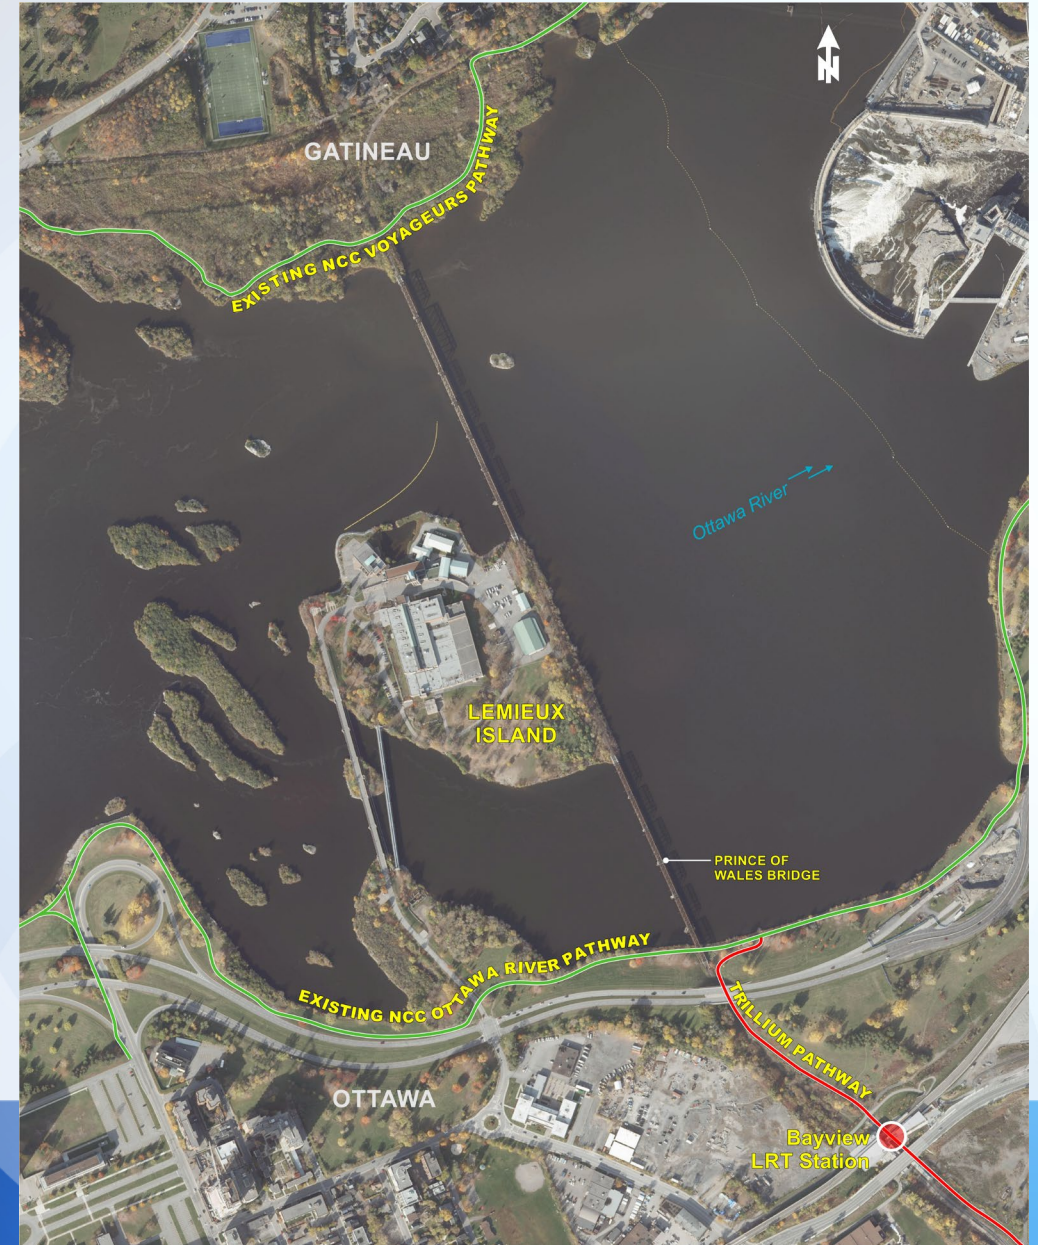 N
GATINEAU
EXISTING NCC VOYAGEURS PATHWAY
Ottawa River
LEMIEUX
ISLAND
PRINCE OF
WALES BRIDGE
EXISTING NCC OTTAWA RIVER PATHWAY
TRILLIUM PATHWAY
OTTAWA
Bayview
LRT Station